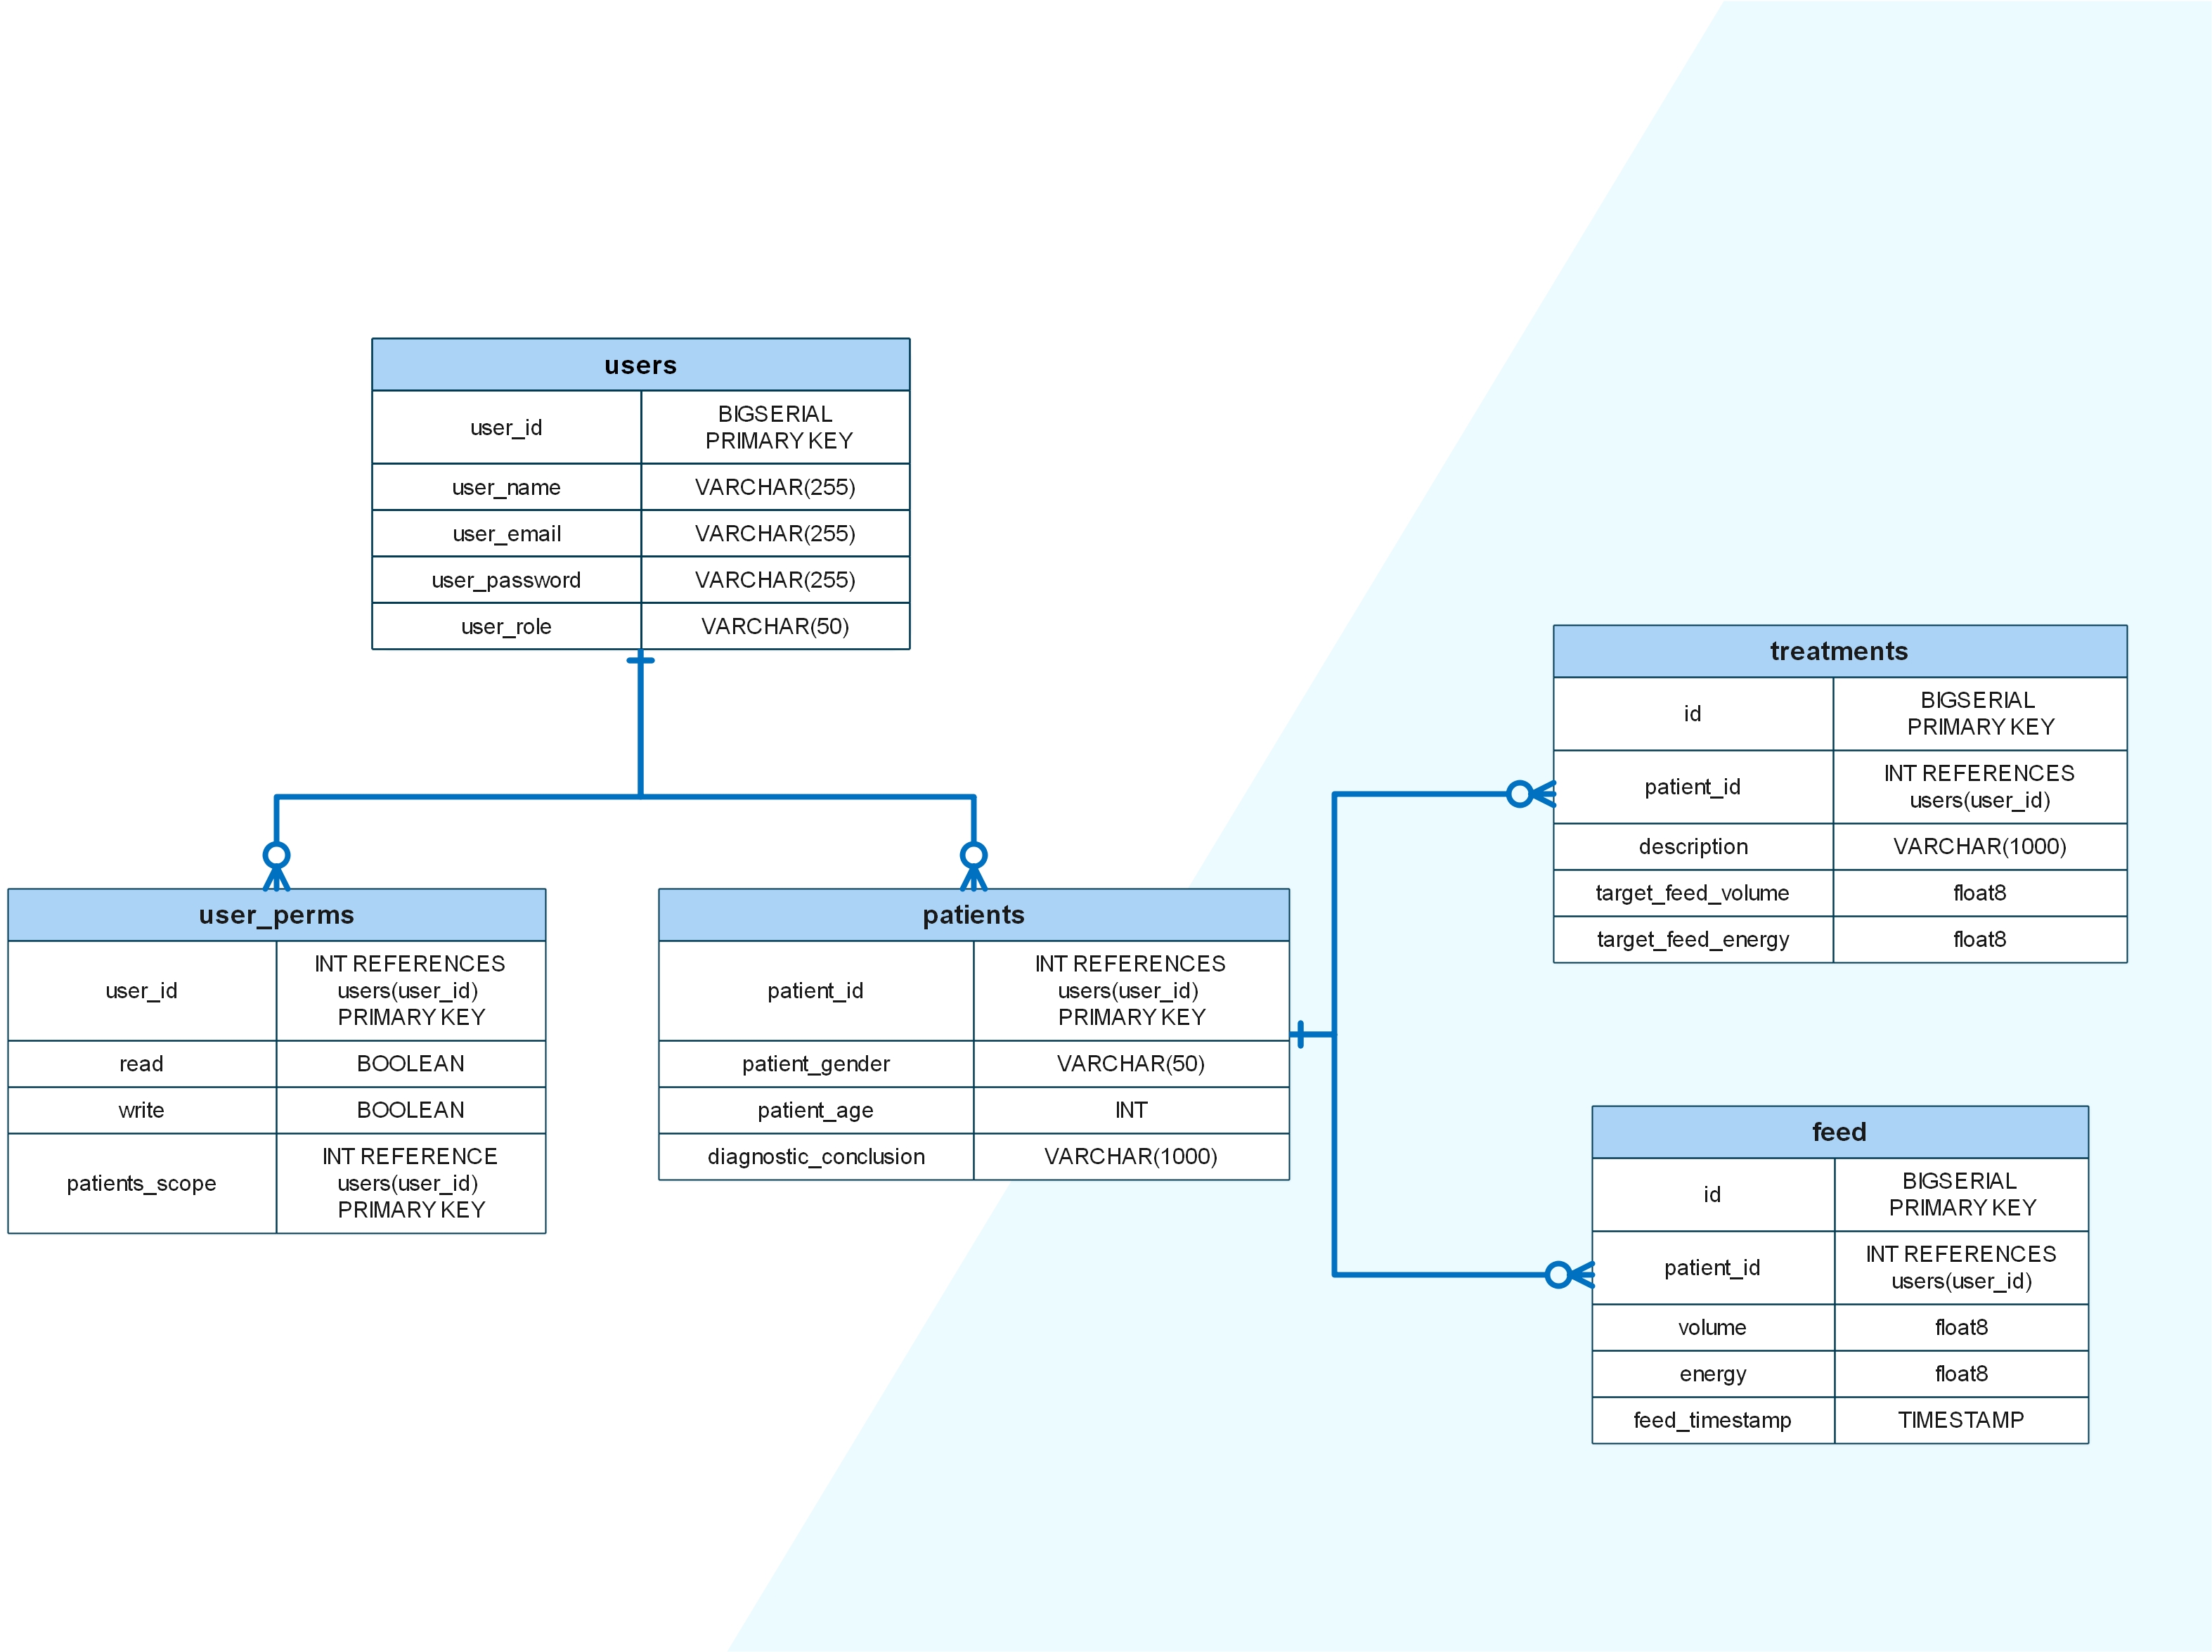 users
user_id
BIGSERIAL
PRIMARY KEY
user_name
VARCHAR(255)
user_email
VARCHAR(255)
user_password
VARCHAR(255)
user_role
VARCHAR(50)
user_perms
user_id
INT REFERENCES
users(user_id)
PRIMARY KEY
read
BOOLEAN
write
BOOLEAN
patients_scope
INT REFERENCE
users(user_id)
PRIMARY KEY
patients
patient_id
INT REFERENCES
users(user_id)
PRIMARY KEY
patient_gender
VARCHAR(50)
patient_age
INT
diagnostic_conclusion
VARCHAR(1000)
treatments
id
BIGSERIAL
PRIMARY KEY
patient_id
INT REFERENCES
users(user_id)
description
VARCHAR(1000)
target_feed_volume
float8
target_feed_energy
float8
feed
id
BIGSERIAL
PRIMARY KEY
patient_id
INT REFERENCES
users(user_id)
volume
float8
energy
float8
feed_timestamp
TIMESTAMP